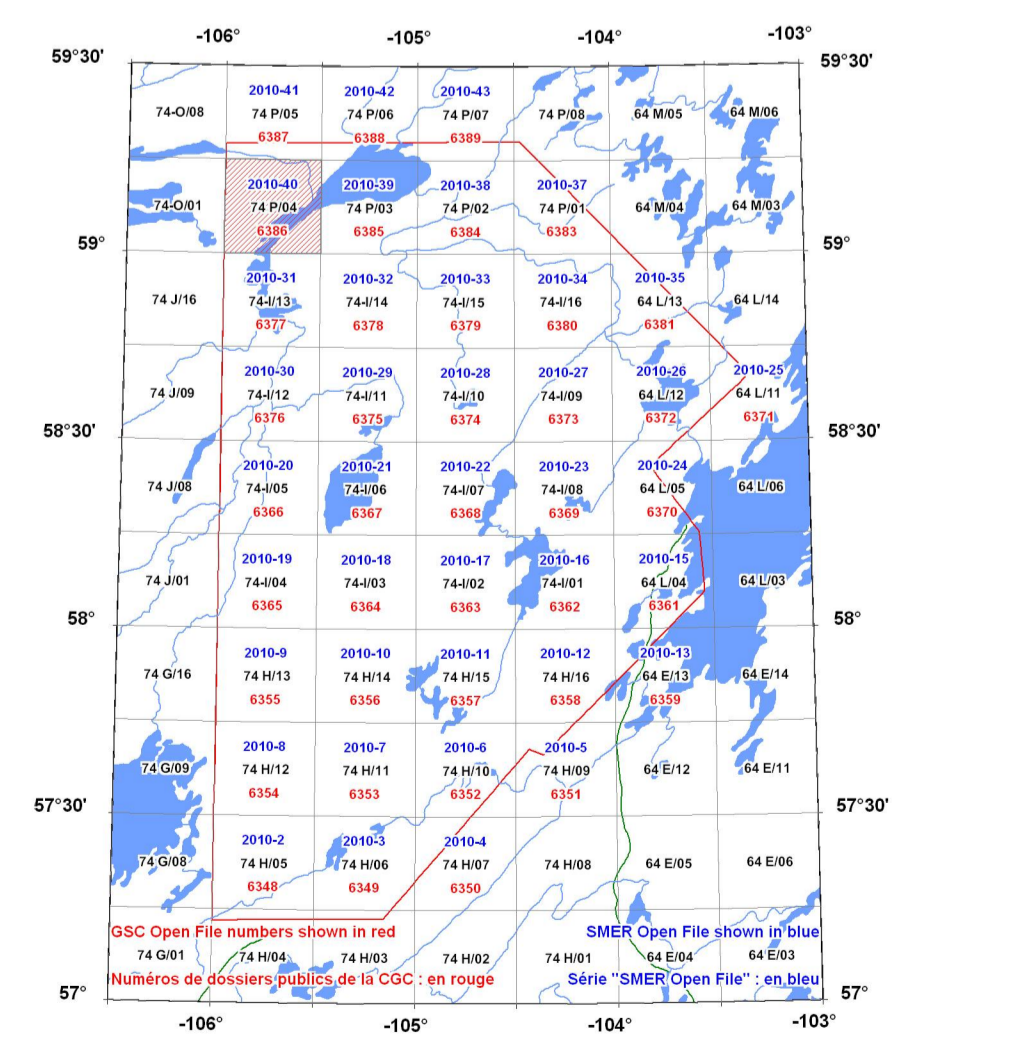 -106° -105° -104° -103°
59°30' 59°30'
2010-41 2010-42 2010-43
74-O/08 74 P/05 74 P/06 74 P/07 74 P/08 64 M/05 64 M/06
6387 6388 6389
2010-40 2010-39 2010-38 2010-37
74-O/01 74 P/04 74 P/03 74 P/02 74 P/01 64 M/04 64 M/03
6386 6385 6384 6383
59° 59°
2010-31 2010-32 2010-33 2010-34 2010-35
74 J/16 74-I/13 74-I/14 74-I/15 74-I/16 64 L/13 64 L/14
6377 6378 6379 6380 6381
2010-30 2010-29 2010-28 2010-27 2010-26 2010-25
74 J/09 74-I/12 74-I/11 74-I/10 74-I/09 64 L/12 64 L/11
6376 6375 6374 6373 6372 6371
58°30' 58°30'
2010-20 2010-21 2010-22 2010-23 2010-24
74 J/08 74-I/05 74-I/06 74-I/07 74-I/08 64 L/05 64 L/06
6366 6367 6368 6369 6370
2010-19 2010-18 2010-17 2010-16 2010-15
74 J/01 74-I/04 74-I/03 74-I/02 74-I/01 64 L/04 64 L/03
6365 6364 6363 6362 6361
58° 58°
2010-9 2010-10 2010-11 2010-12 2010-13
74 G/16 74 H/13 74 H/14 74 H/15 74 H/16 64 E/13 64 E/14
6355 6356 6357 6358 6359
2010-8 2010-7 2010-6 2010-5
74 G/09 74 H/12 74 H/11 74 H/10 74 H/09 64 E/12 64 E/11
6354 6353 6352 6351
57°30' 57°30'
2010-2 2010-3 2010-4
74 G/08 74 H/05 74 H/06 74 H/07 74 H/08 64 E/05 64 E/06
6348 6349 6350
GSC Open File numbers shown in red SMER Open File shown in blue
74 G/01 74 H/04 74 H/03 74 H/02 74 H/01 64 E/04 64 E/03
Numéros de dossiers publics de la CGC : en rouge Série "SMER Open File" : en bleu
57° 57°
-106° -105° -104° -103°